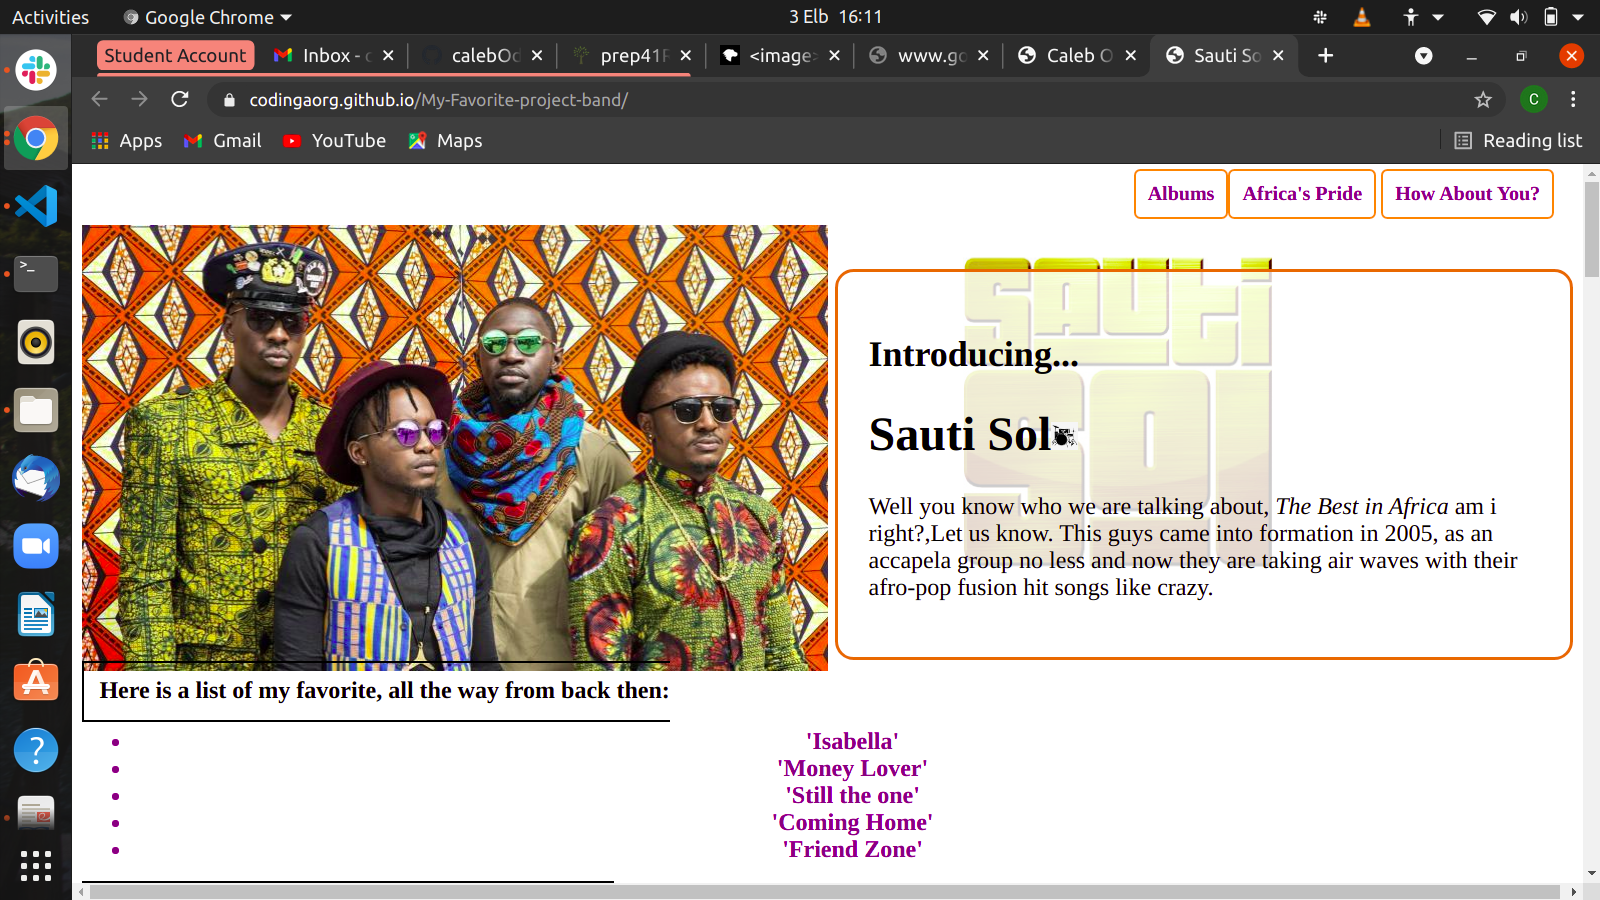 Activities
Google Chrome
3 Elb 16:11
Student Account
Inbox - c
calebOd
prep41R
<image>
www.go
Caleb O
Sauti So
codingaorg.github.io/My-Favorite-project-band/
C
Apps
Gmail
YouTube
Maps
Reading list
Albums
Africa's Pride
How About You?
SAUTI
SOL
Introducing...
Sauti Sol
Well you know who we are talking about, The Best in Africa am i
right?,Let us know. This guys came into formation in 2005, as an
accapela group no less and now they are taking air waves with their
afro-pop fusion hit songs like crazy.
Here is a list of my favorite, all the way from back then:
'Isabella'
'Money Lover'
'Still the one'
'Coming Home'
'Friend Zone'